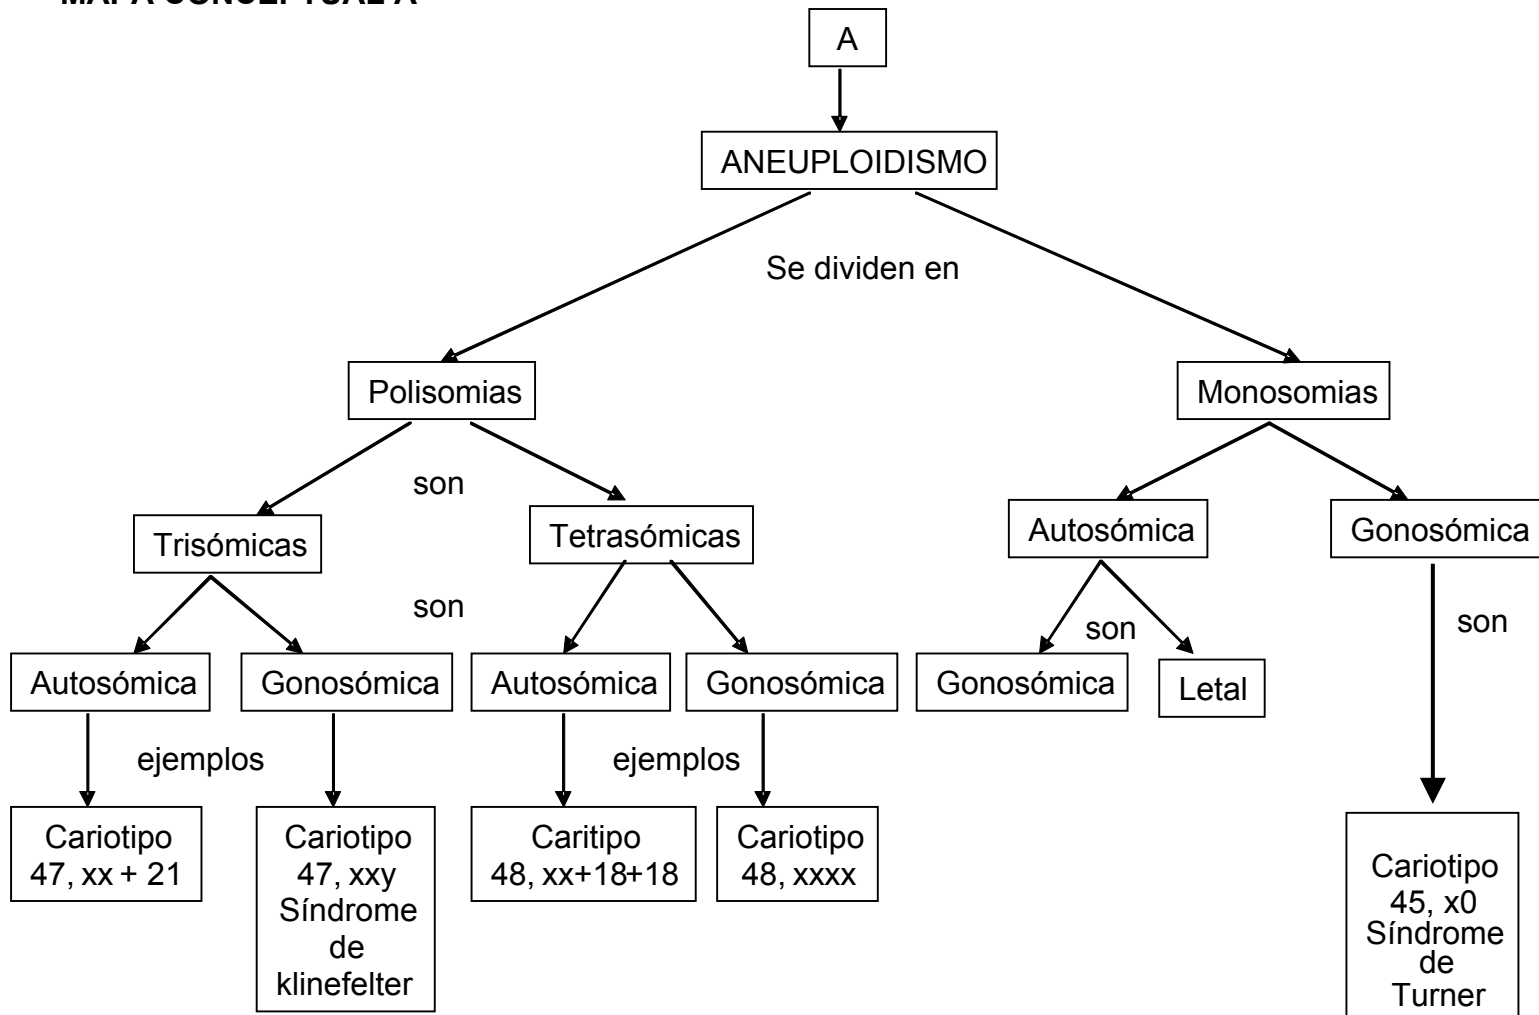 MAPA CONCEPTUAL A
A
ANEUPLOIDISMO
Se dividen en
Polisomias
Monosomias
son
Trisómicas
Tetrasómicas
Autosómica
Gonosómica
son
son
son
Autosómica
Gonosómica
Autosómica
Gonosómica
Gonosómica
Letal
ejemplos
ejemplos
Cariotipo
47, xx + 21
Cariotipo
47, xxy
Síndrome
de
klinefelter
Caritipo
48, xx+18+18
Cariotipo
48, xxxx
Cariotipo
45, x0
Síndrome
de
Turner